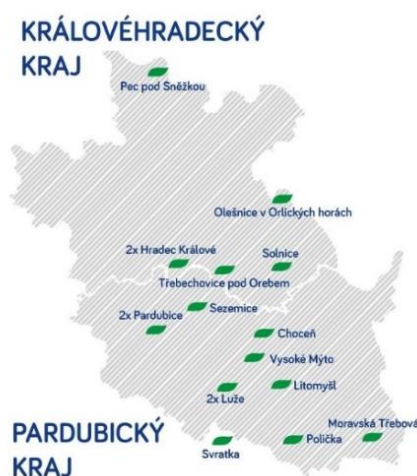 KRÁLOVÉHRADECKÝ
KRAJ
Pec pod Sněžkou
Olešnice v Orlických horách
2x Hradec Králové
Solnice
Třebechovice pod Orebem
Sezemice
2x Pardubice
Choceň
Vysoké Mýto
Litomyšl
2x Luže
Moravská Třebová
Polička
Svratka
PARDUBICKÝ
KRAJ